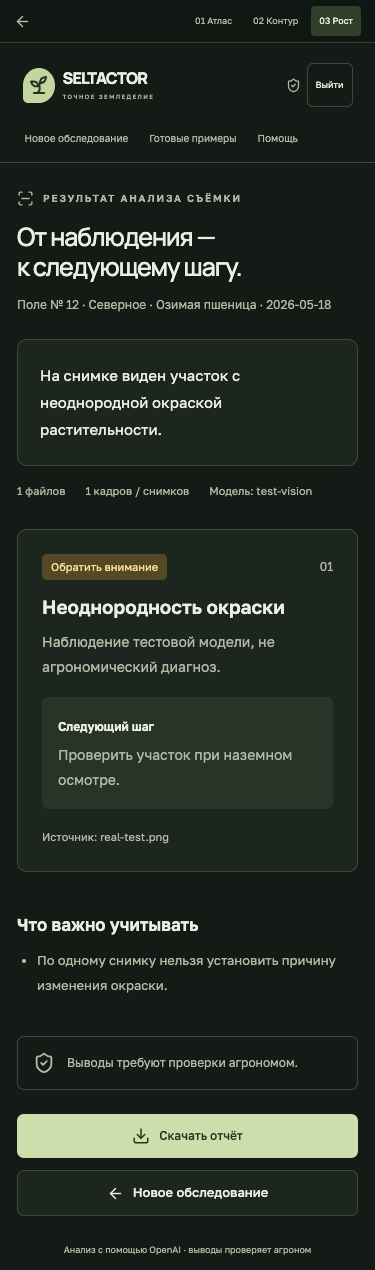 01 Атлас 02 Контур 03 Рост
SELTACTOR
ТОЧНОЕ ЗЕМЛЕДЕЛИЕ
Выйти
Новое обследование Готовые примеры Помощь
РЕЗУЛЬТАТ АНАЛИЗА СЪЁМКИ
От наблюдения —
к следующему шагу.
Поле № 12 · Северное · Озимая пшеница · 2026-05-18
На снимке виден участок с
неоднородной окраской
растительности.
1 файлов 1 кадров / снимков Модель: test-vision
Обратить внимание 01
Неоднородность окраски
Наблюдение тестовой модели, не
агрономический диагноз.
Следующий шаг
Проверить участок при наземном
осмотре.
Источник: real-test.png
Что важно учитывать
• По одному снимку нельзя установить причину
изменения окраски.
Выводы требуют проверки агрономом.
Скачать отчёт
Новое обследование
Анализ с помощью OpenAI · выводы проверяет агроном